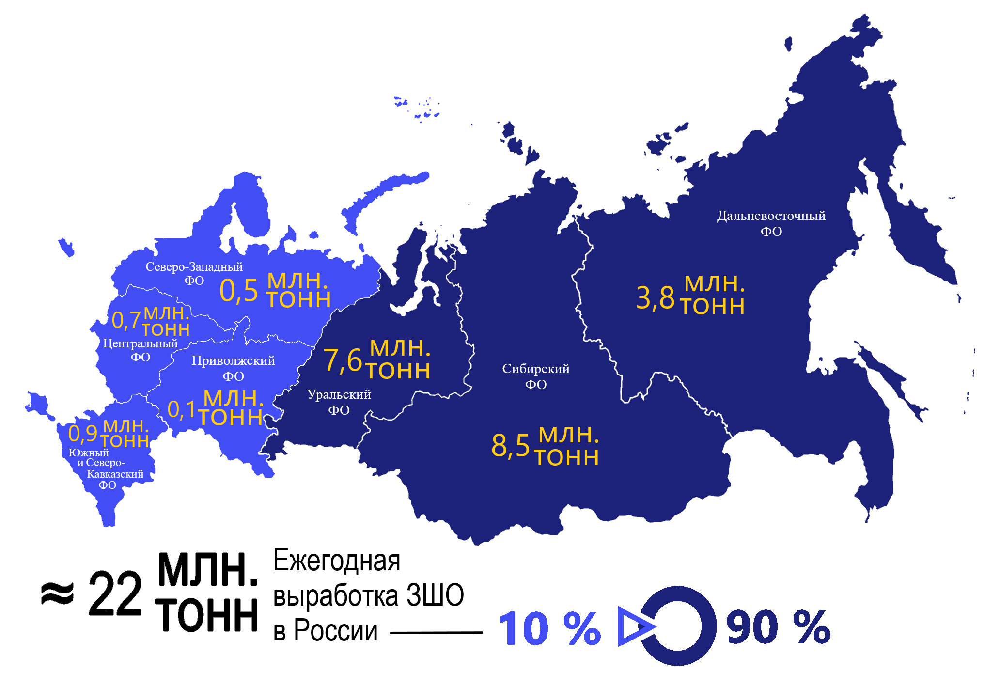 Дальневосточный
ФО
3,8 МЛН.
ТОНН
Северо-Западный
ФО
0,5 МЛН.
ТОНН
0,7 МЛН.
ТОНН
Центральный
ФО
Приволжский
ФО
0,1 МЛН.
ТОНН
7,6 МЛН.
ТОНН
Уральский
ФО
Сибирский
ФО
8,5 МЛН.
ТОНН
0,9 МЛН.
ТОНН
Южный
и Северо-
Кавказский
ФО
≈ 22 МЛН.
ТОНН
Ежегодная
выработка ЗШО
в России
10 %
90 %